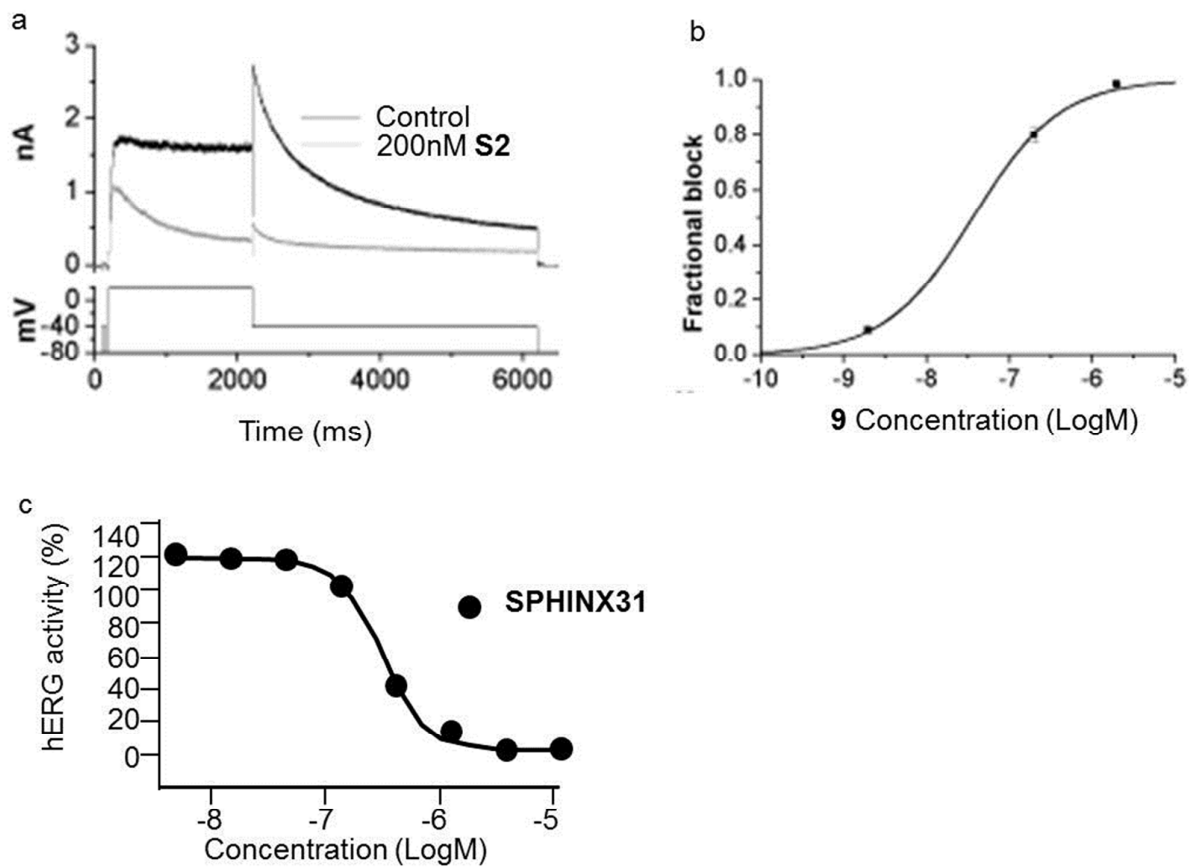 a
3
2
1
0
nA
Control
200nM S2
0
-40
-80
mV
0 2000 4000 6000
Time (ms)
b
1.0
0.8
0.6
0.4
0.2
0.0
Fractional block
-10 -9 -8 -7 -6 -5
9 Concentration (LogM)
c
140
120
100
80
60
40
20
0
hERG activity (%)
SPHINX31
-8 -7 -6 -5
Concentration (LogM)